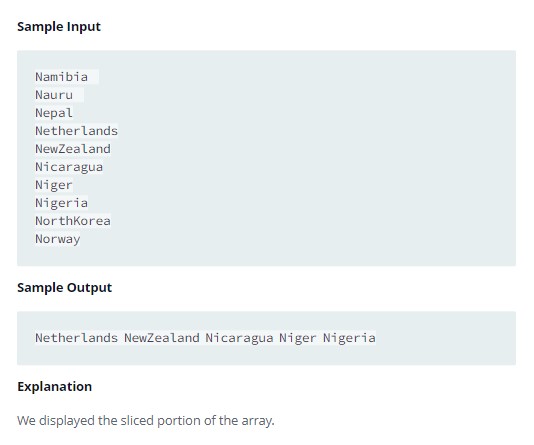 Sample Input
Namibia
Nauru
Nepal
Netherlands
NewZealand
Nicaragua
Niger
Nigeria
NorthKorea
Norway
Sample Output
Netherlands NewZealand Nicaragua Niger Nigeria
Explanation
We displayed the sliced portion of the array.